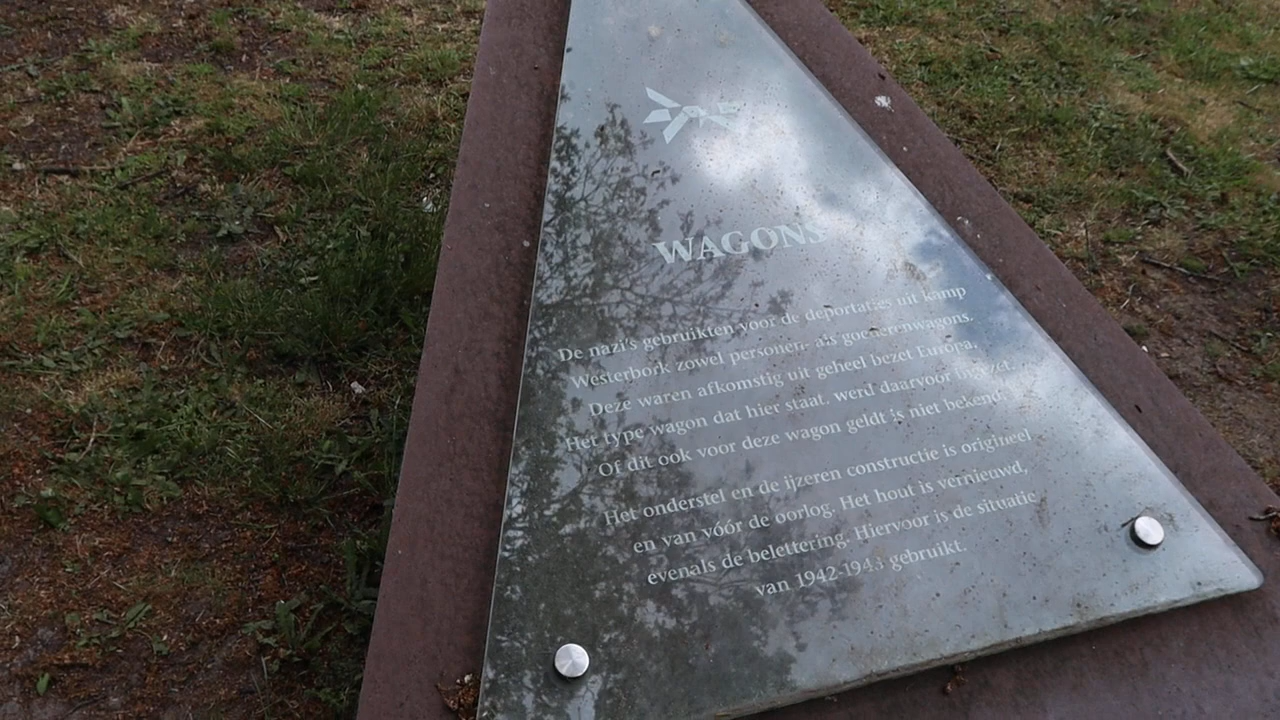 WAGONS
De nazi's gebruikten voor de deportaties uit kamp
Westerbork zowel personen- als goederenwagons.
Deze waren afkomstig uit geheel bezet Europa.
Het type wagon dat hier staat, werd daarvoor ingezet.
Of dit ook voor deze wagon geldt is niet bekend.
Het onderstel en de ijzeren constructie is origineel
en van vóór de oorlog. Het hout is vernieuwd,
evenals de belettering. Hiervoor is de situatie
van 1942-1943 gebruikt.